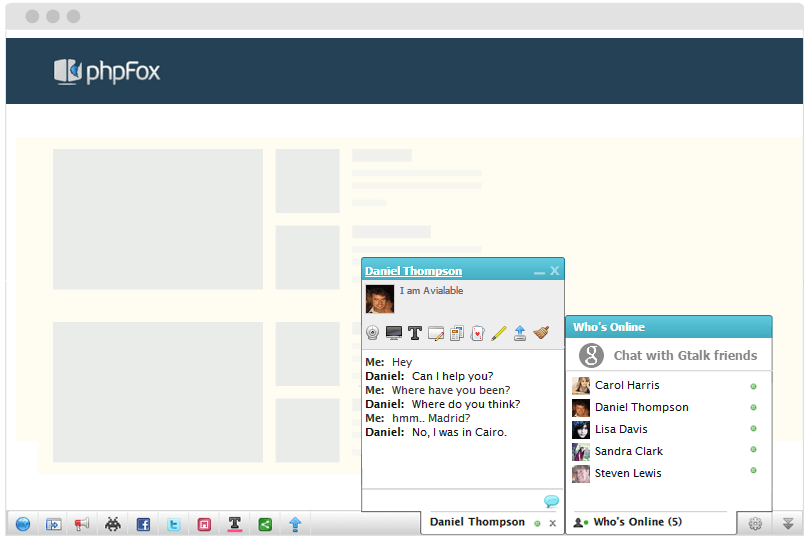 phpFox
Daniel Thompson
I am Avialable
Me: Hey
Daniel: Can I help you?
Me: Where have you been?
Daniel: Where do you think?
Me: hmm.. Madrid?
Daniel: No, I was in Cairo.
Who's Online
g Chat with Gtalk friends
Carol Harris
Daniel Thompson
Lisa Davis
Sandra Clark
Steven Lewis
Daniel Thompson x
Who's Online (5)